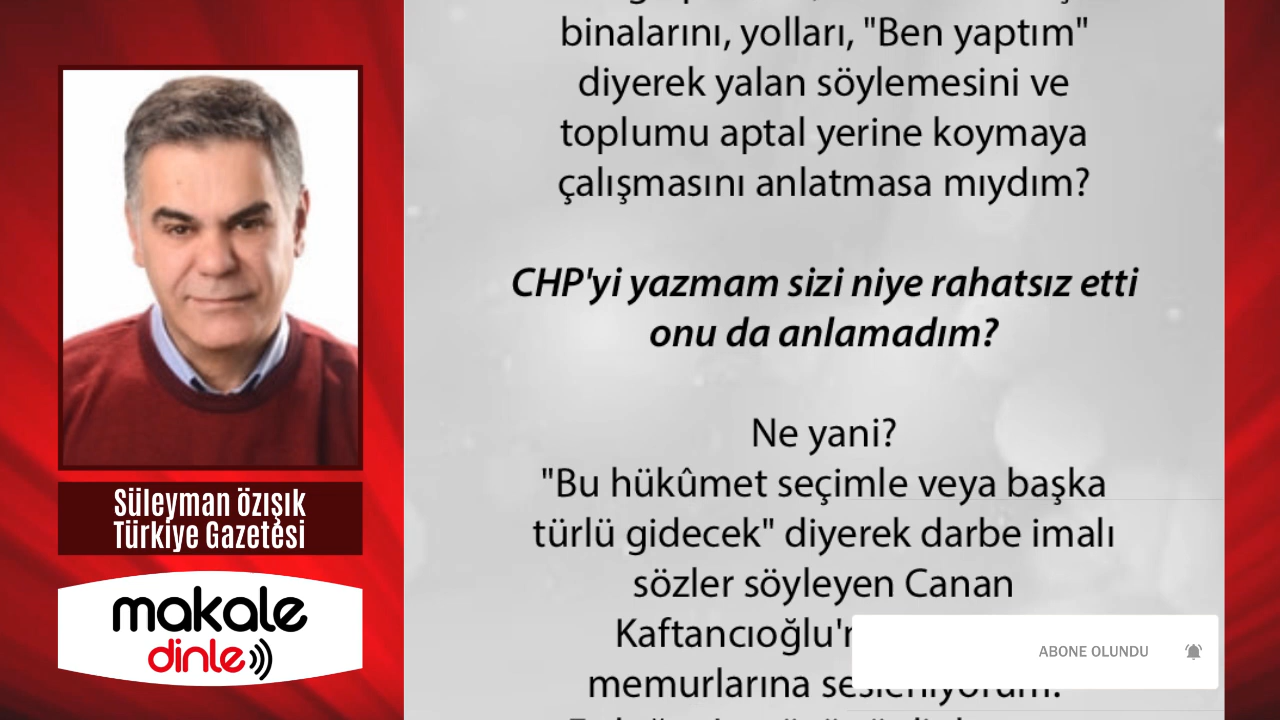 binalarını, yolları, "Ben yaptım"
diyerek yalan söylemesini ve
toplumu aptal yerine koymaya
çalışmasını anlatmasa mıydım?
CHP'yi yazmam sizi niye rahatsız etti
onu da anlamadım?
Ne yani?
"Bu hükûmet seçimle veya başka
türlü gidecek" diyerek darbe imalı
sözler söyleyen Canan
Kaftancıoğlu'n
memurlarına sesleniyorum:
Süleyman özışık
Türkiye Gazetesi
makale
dinle
ABONE OLUNDU